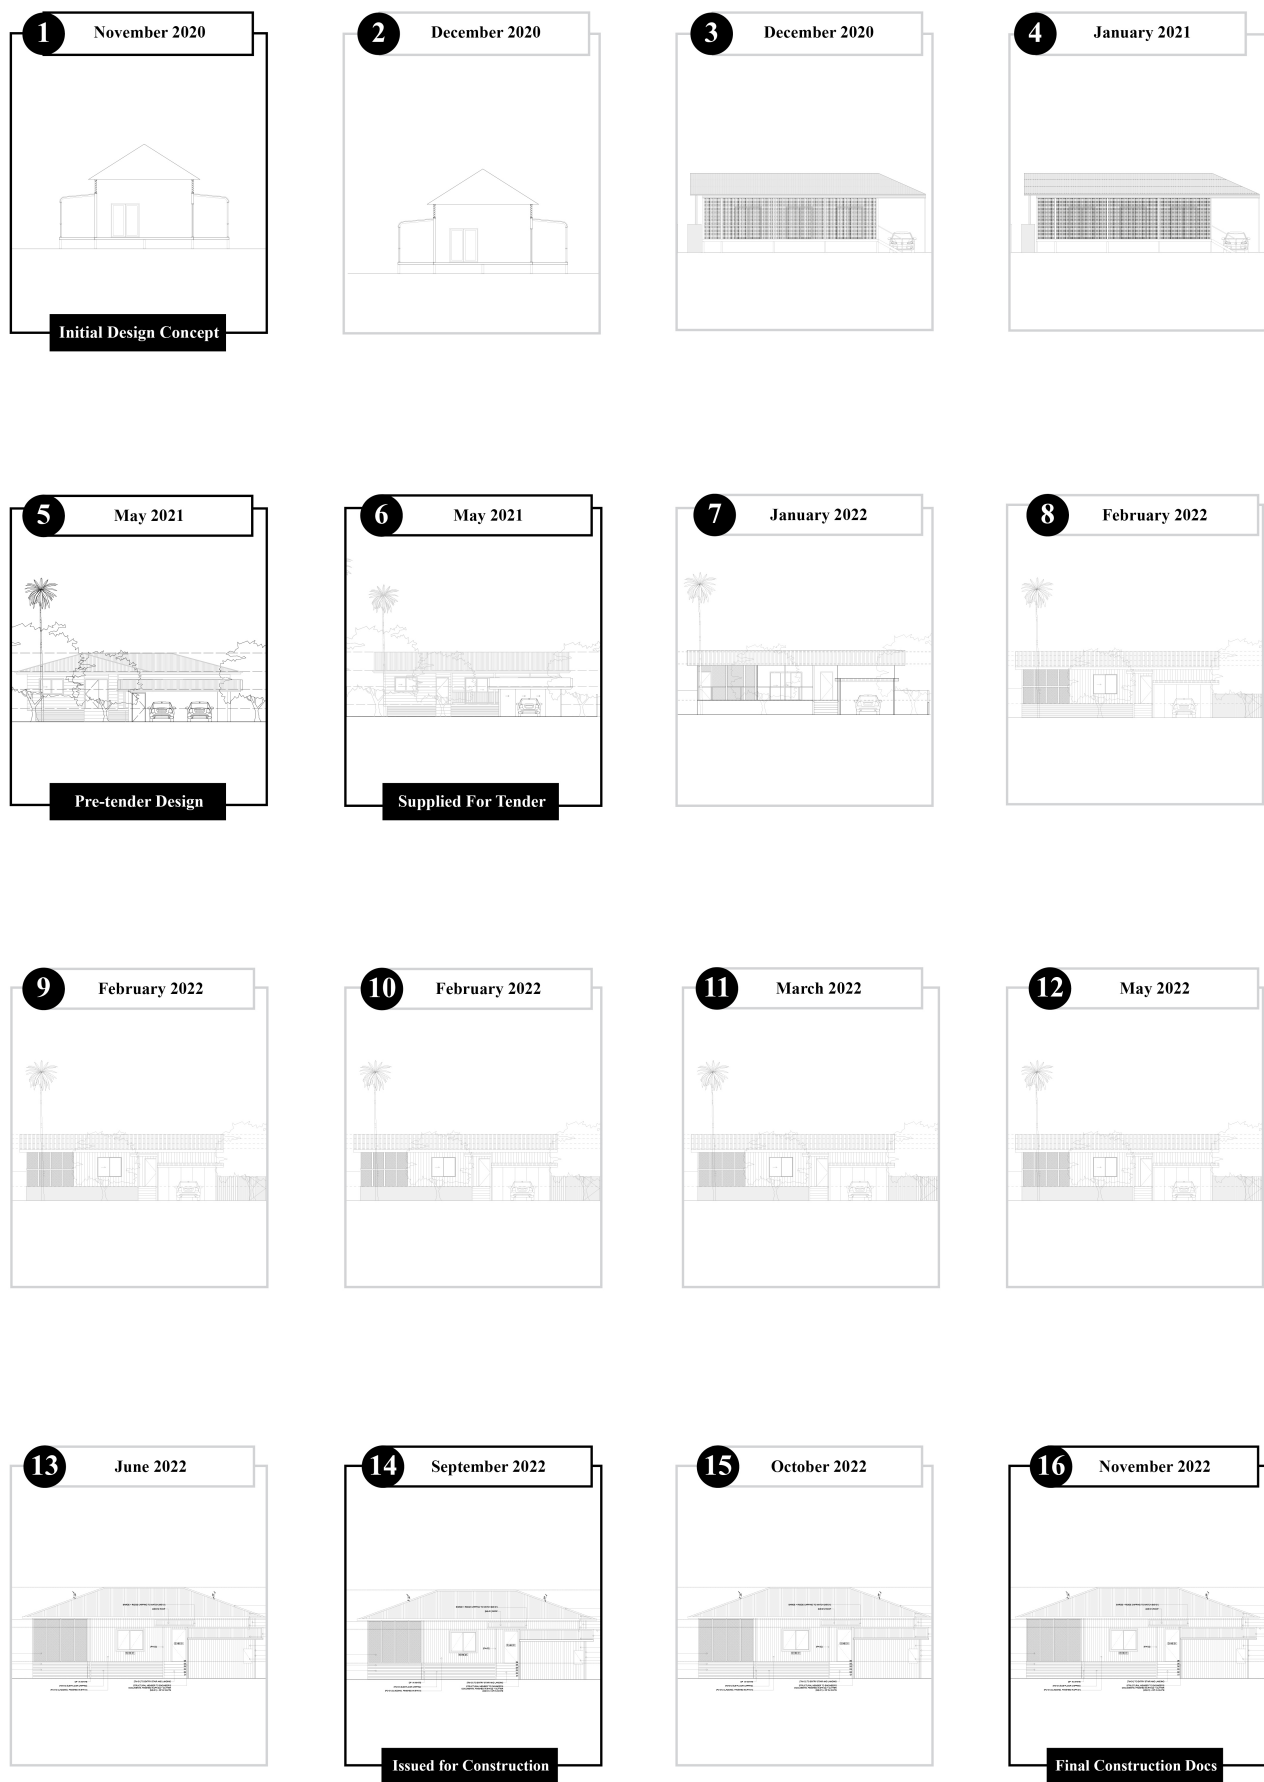 1 November 2020
2 December 2020
3 December 2020
4 January 2021
Initial Design Concept
5 May 2021
6 May 2021
7 January 2022
8 February 2022
Pre-tender Design
Supplied For Tender
9 February 2022
10 February 2022
11 March 2022
12 May 2022
13 June 2022
14 September 2022
15 October 2022
16 November 2022
Issued for Construction
Final Construction Docs